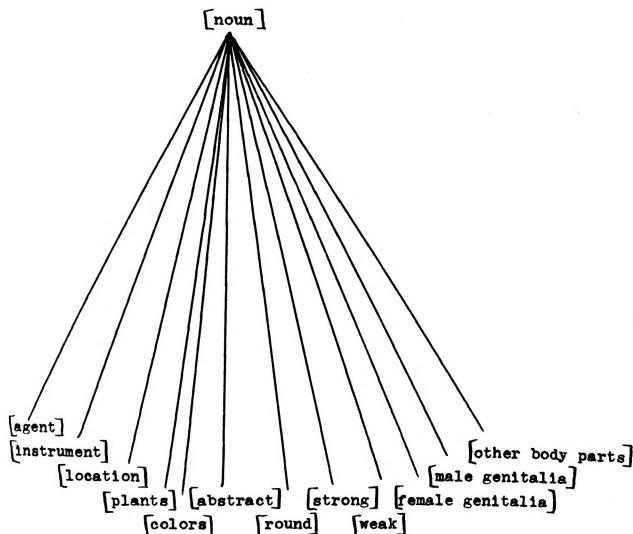 [noun]
[agent]
[instrument]
[location]
[plants]
[colors]
[abstract]
[round]
[strong]
[weak]
[female genitalia]
[male genitalia]
[other body parts]